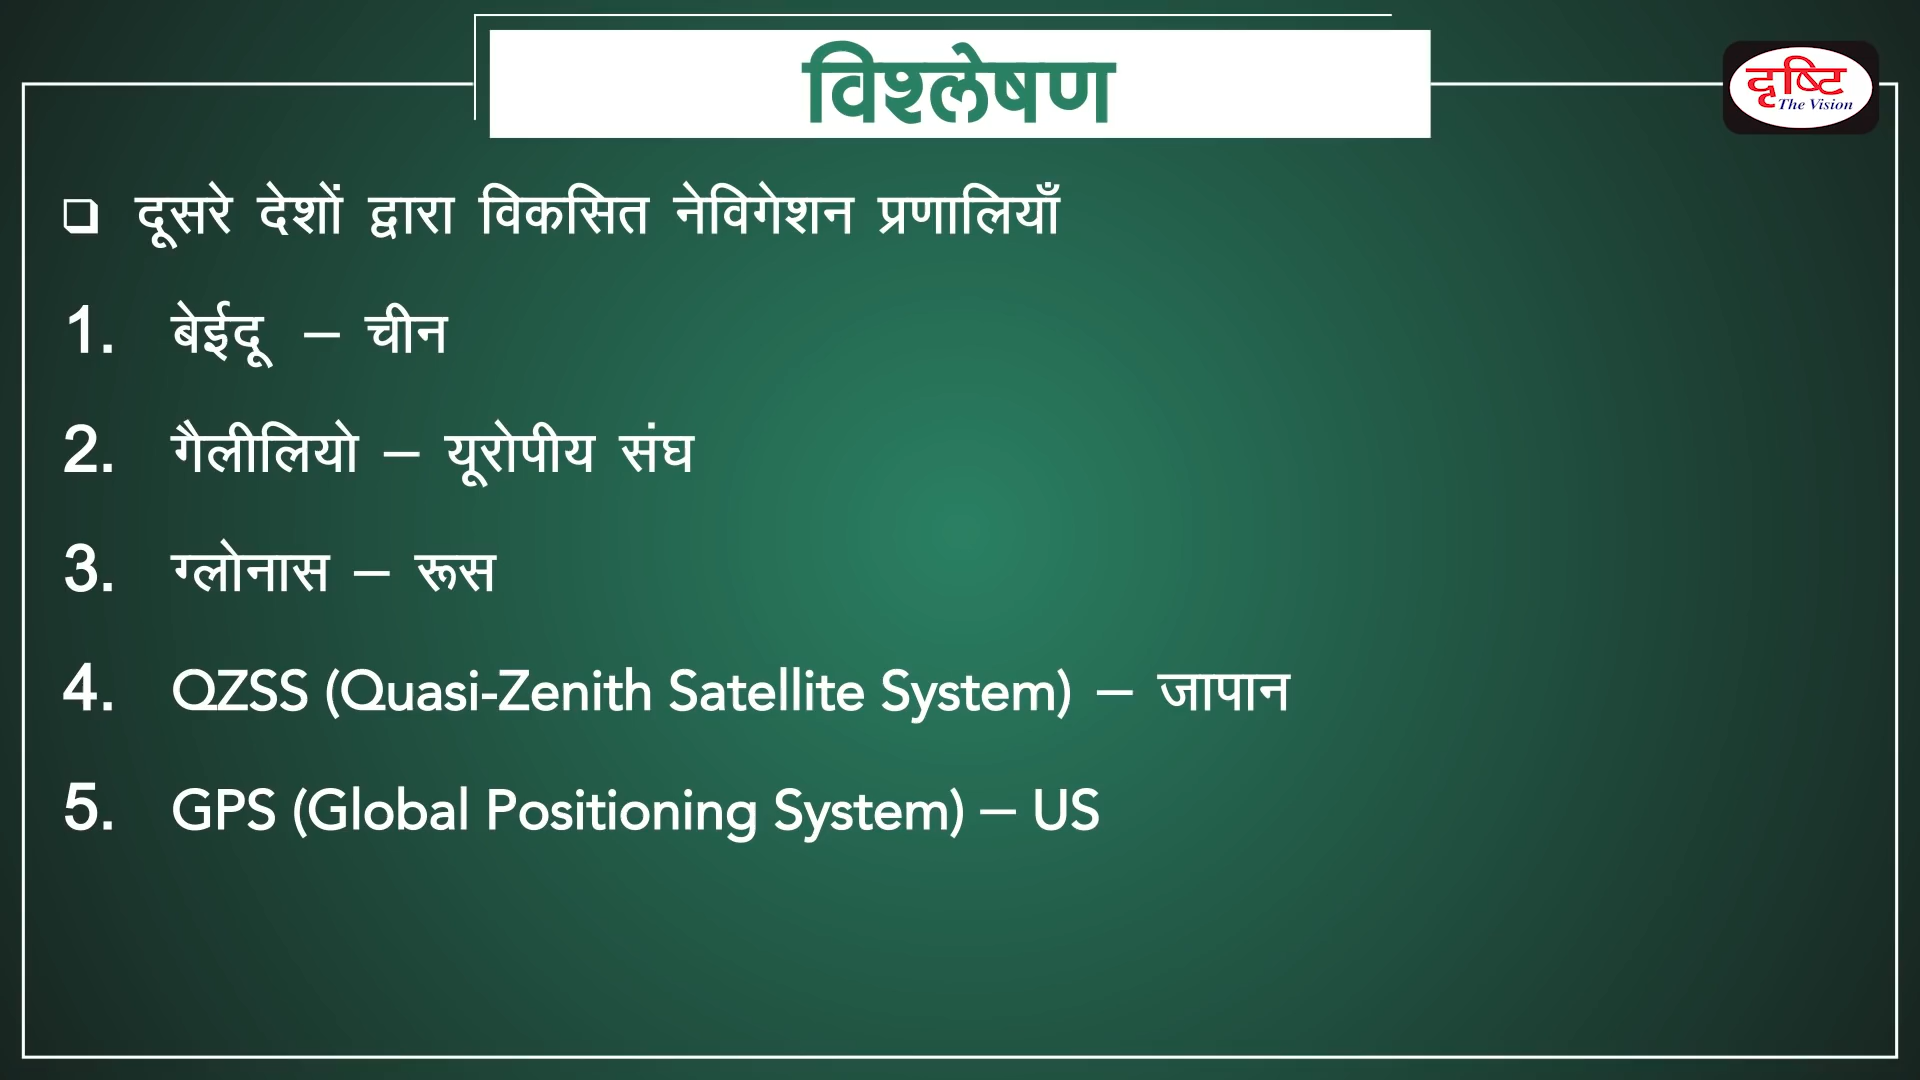 विश्लेषण
दृष्टि
The Vision
❑ दूसरे देशों द्वारा विकसित नेविगेशन प्रणालियाँ
1. बेईदू – चीन
2. गैलीलियो – यूरोपीय संघ
3. ग्लोनास – रूस
4. QZSS (Quasi-Zenith Satellite System) – जापान
5. GPS (Global Positioning System) – US